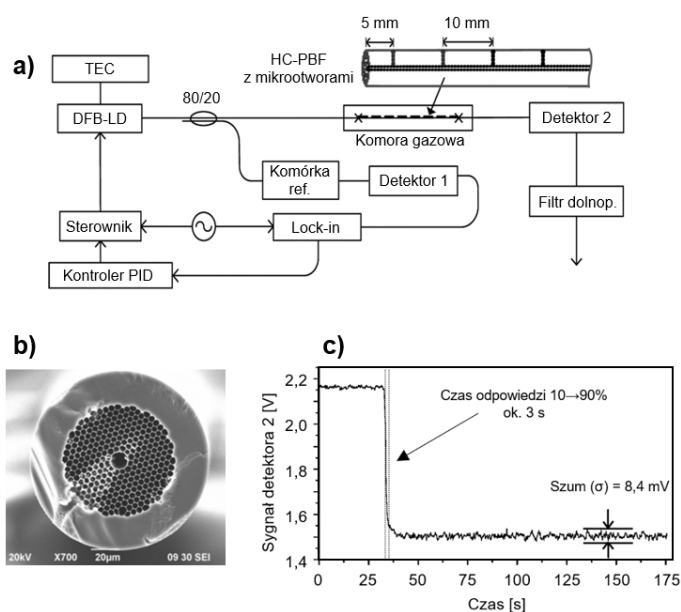 a)
5 mm
10 mm
HC-PBF
z mikrootworami
TEC
DFB-LD
80/20
Komora gazowa
Detektor 2
Komórka
ref.
Detektor 1
Filtr dolnop.
Sterownik
Lock-in
Kontroler PID
b)
20kV X700 20µm 09 30 SEI
c)
Sygnał detektora 2 [V]
2,2
2,0
1,8
1,6
1,4
Czas odpowiedzi 10→90%
ok. 3 s
Szum (σ) = 8,4 mV
0 25 50 75 100 125 150 175
Czas [s]